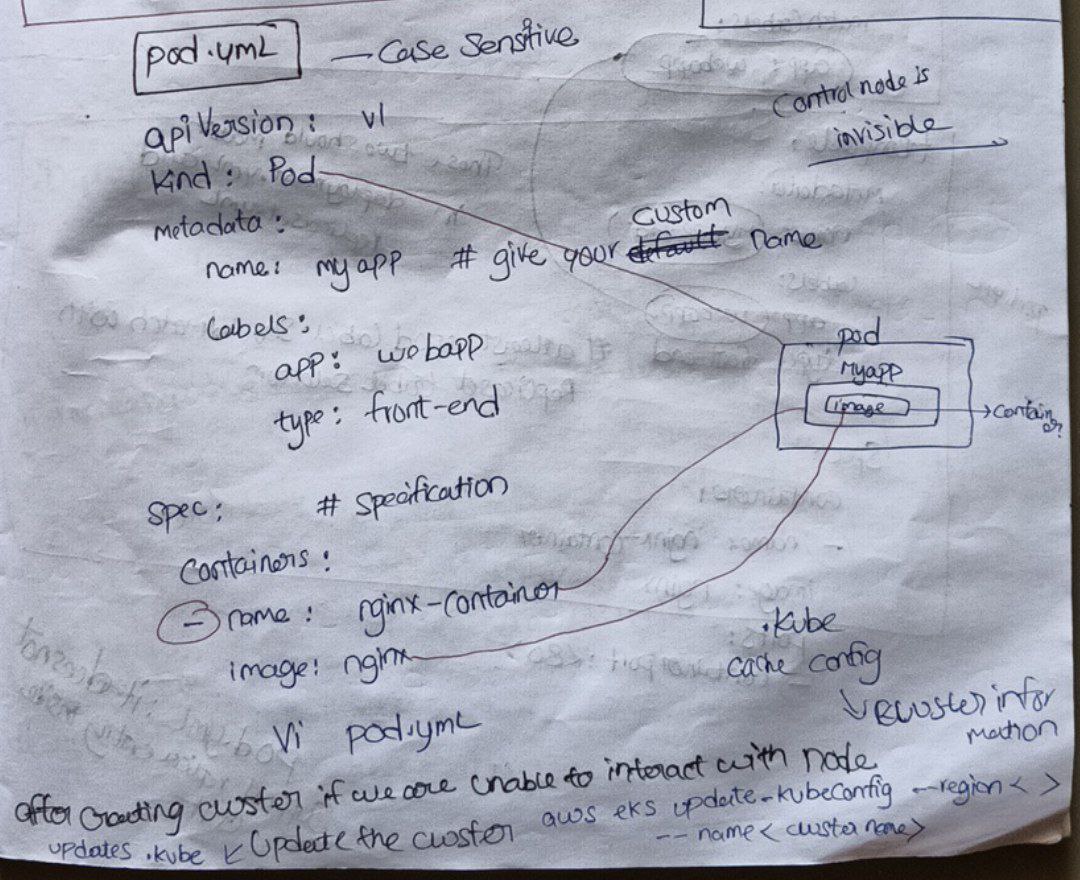 pod.yml — Case Sensitive
Control node is
invisible
apiVersion: v1
kind: Pod
metadata:
custom
name: myapp # give your default name
labels:
app: webapp
type: front-end
pod
Myapp
image
Container
spec: # specification
containers:
- name: nginx-container
image: nginx
.kube
cache config
cluster infor
mation
Vi pod.yml
after creating cluster if we are unable to interact with node
updates .kube Update the cluster aws eks update-kubeconfig --region < >
-- name < cluster name >